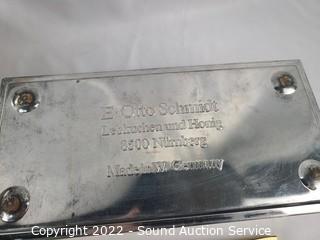 E. Otto Schmidt
Lebkuchen und Honig
8500 Nürnberg
Made in W. Germany
Copyright 2022 - Sound Auction Service